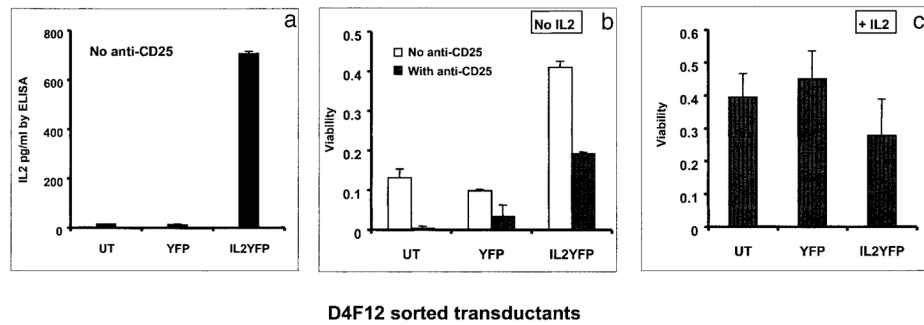 a
No anti-CD25
IL2 pg/ml by ELISA
800
600
400
200
0
UT YFP IL2YFP
b
No IL2
No anti-CD25
With anti-CD25
Viability
0.5
0.4
0.3
0.2
0.1
0
UT YFP IL2YFP
c
+ IL2
Viability
0.6
0.5
0.4
0.3
0.2
0.1
0
UT YFP IL2YFP
D4F12 sorted transductants